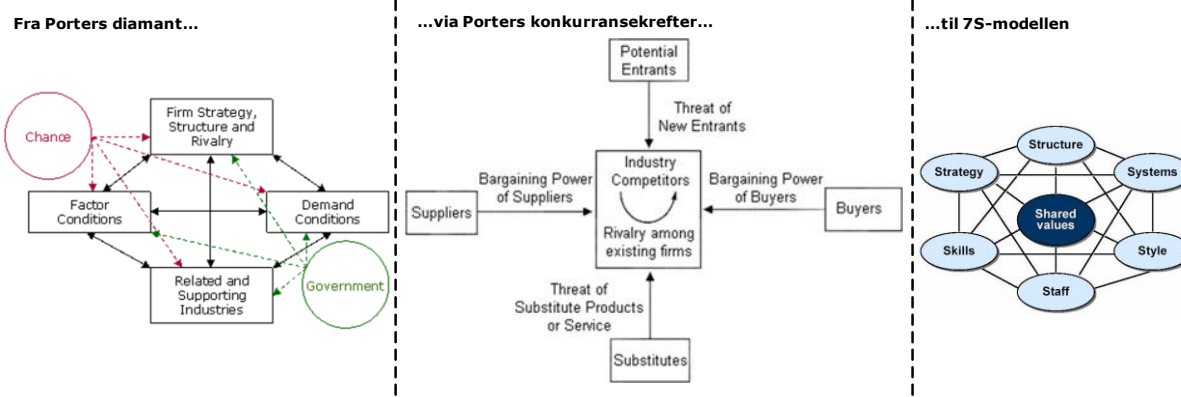 Fra Porters diamant...
Chance
Firm Strategy,
Structure and
Rivalry
Factor
Conditions
Demand
Conditions
Related and
Supporting
Industries
Government
...via Porters konkurransekrefter...
Potential
Entrants
Threat of
New Entrants
Suppliers
Bargaining Power
of Suppliers
Industry
Competitors
Rivalry among
existing firms
Bargaining Power
of Buyers
Buyers
Threat of
Substitute Products
or Service
Substitutes
...til 7S-modellen
Structure
Strategy
Systems
Shared
values
Skills
Style
Staff